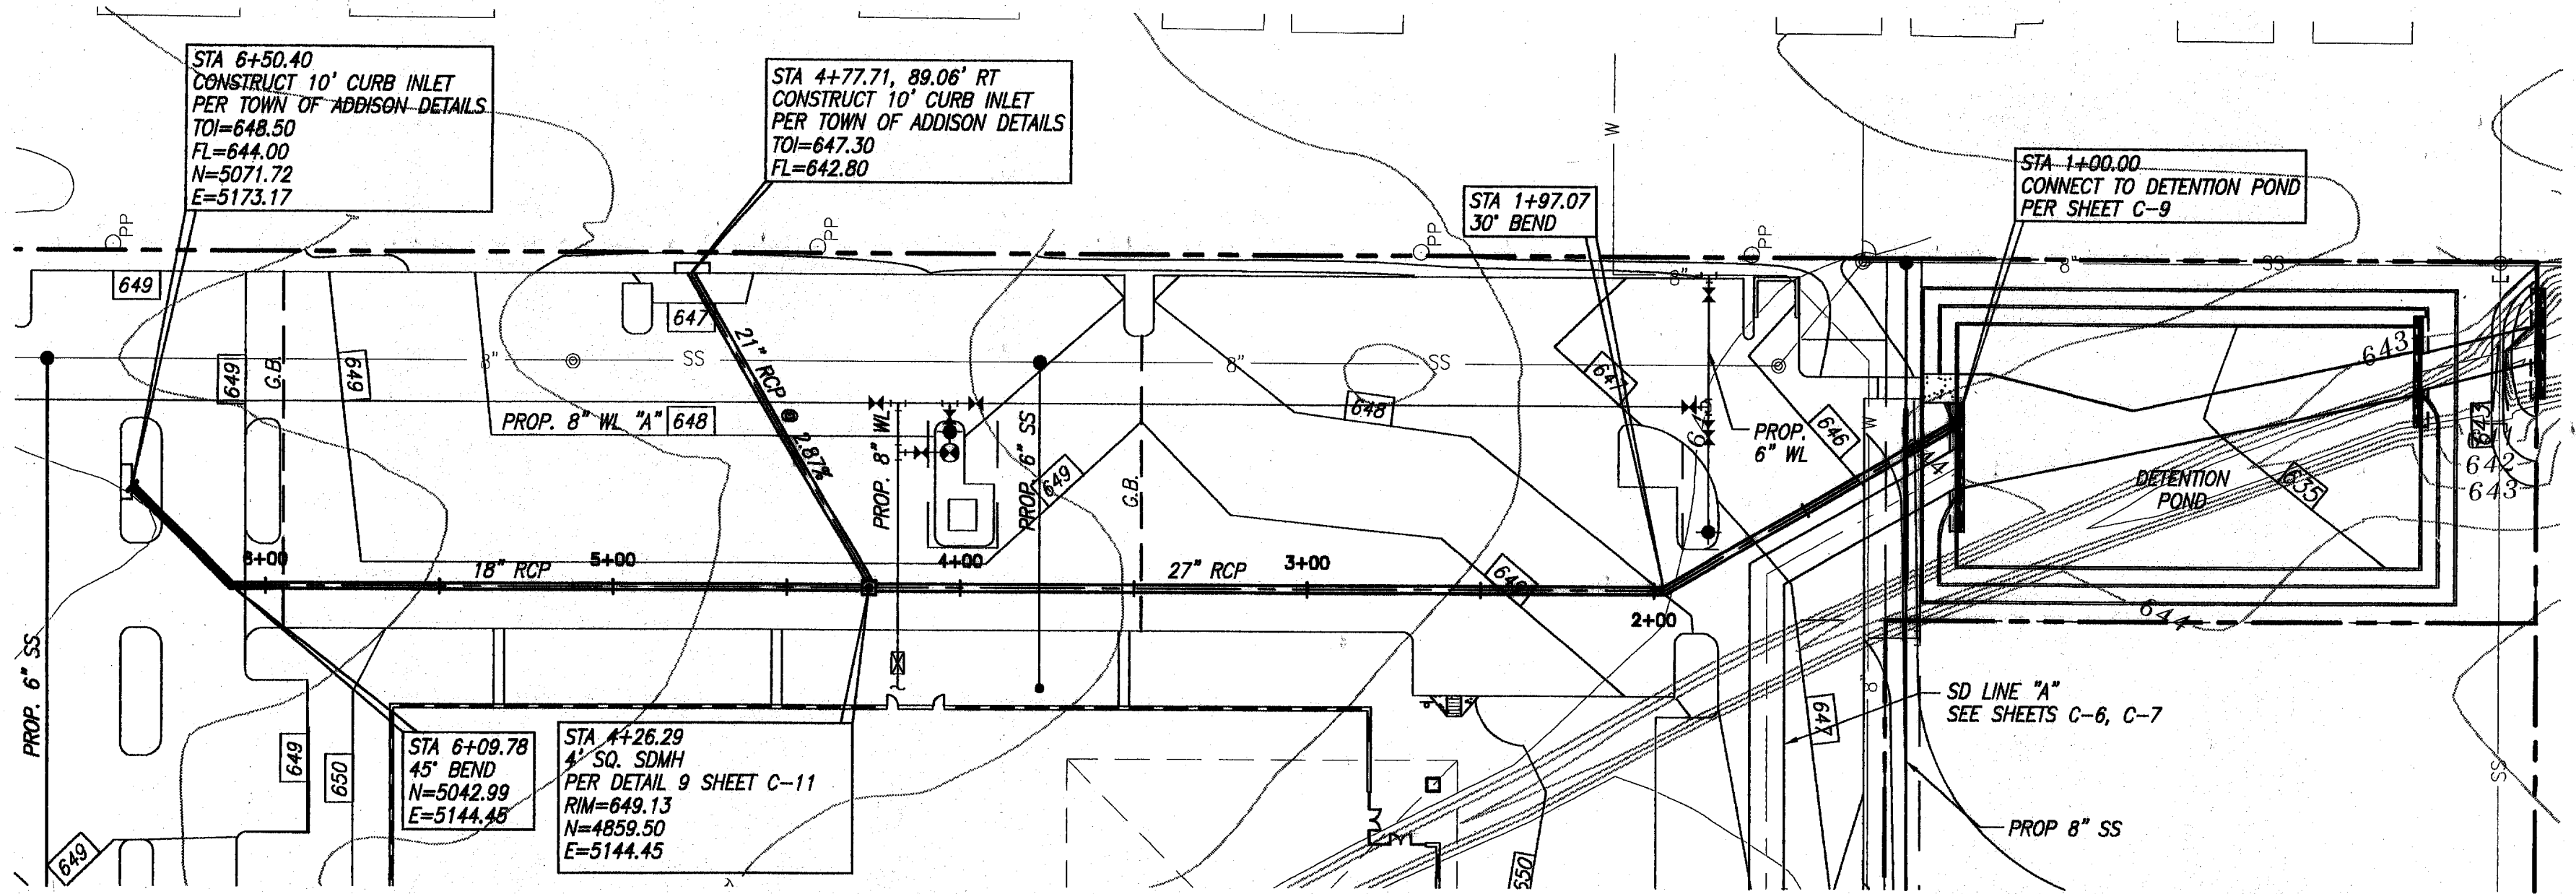 STA 6+50.40
CONSTRUCT 10' CURB INLET
PER TOWN OF ADDISON DETAILS
TOI=648.50
FL=644.00
N=5071.72
E=5173.17
STA 4+77.71, 89.06' RT
CONSTRUCT 10' CURB INLET
PER TOWN OF ADDISON DETAILS
TOI=647.30
FL=642.80
STA 1+97.07
30° BEND
STA 1+00.00
CONNECT TO DETENTION POND
PER SHEET C-9
W
PP
PP
PP
PP
8"
SS
649
647
8"
649
G.B.
649
8"
SS
8"
SS
21" RCP @ 2.87%
PROP. 8" WL "A"
648
648
647
646
643
PROP. 8" WL
PROP. 6" SS
649
G.B.
PROP.
6" WL
W
DETENTION
POND
635
643
642
643
6+00
18" RCP
5+00
4+00
27" RCP
3+00
648
2+00
644
PROP. 6" SS
SD LINE "A"
SEE SHEETS C-6, C-7
8"
647
649
650
STA 6+09.78
45° BEND
N=5042.99
E=5144.45
STA 4+26.29
4' SQ. SDMH
PER DETAIL 9 SHEET C-11
RIM=649.13
N=4859.50
E=5144.45
SS
PROP 8" SS
649
650